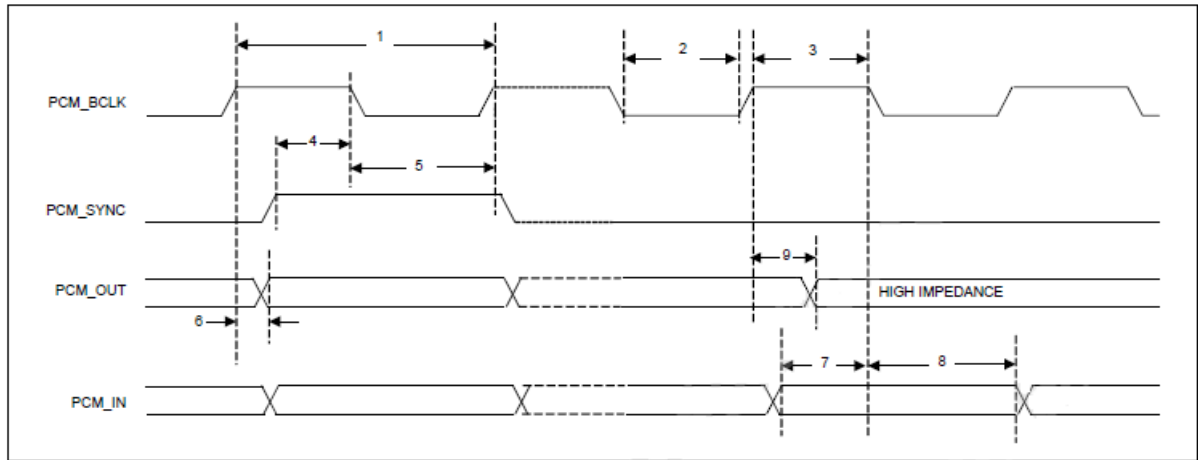 1
2
3
PCM_BCLK
4
5
PCM_SYNC
9
PCM_OUT
HIGH IMPEDANCE
6
7
8
PCM_IN